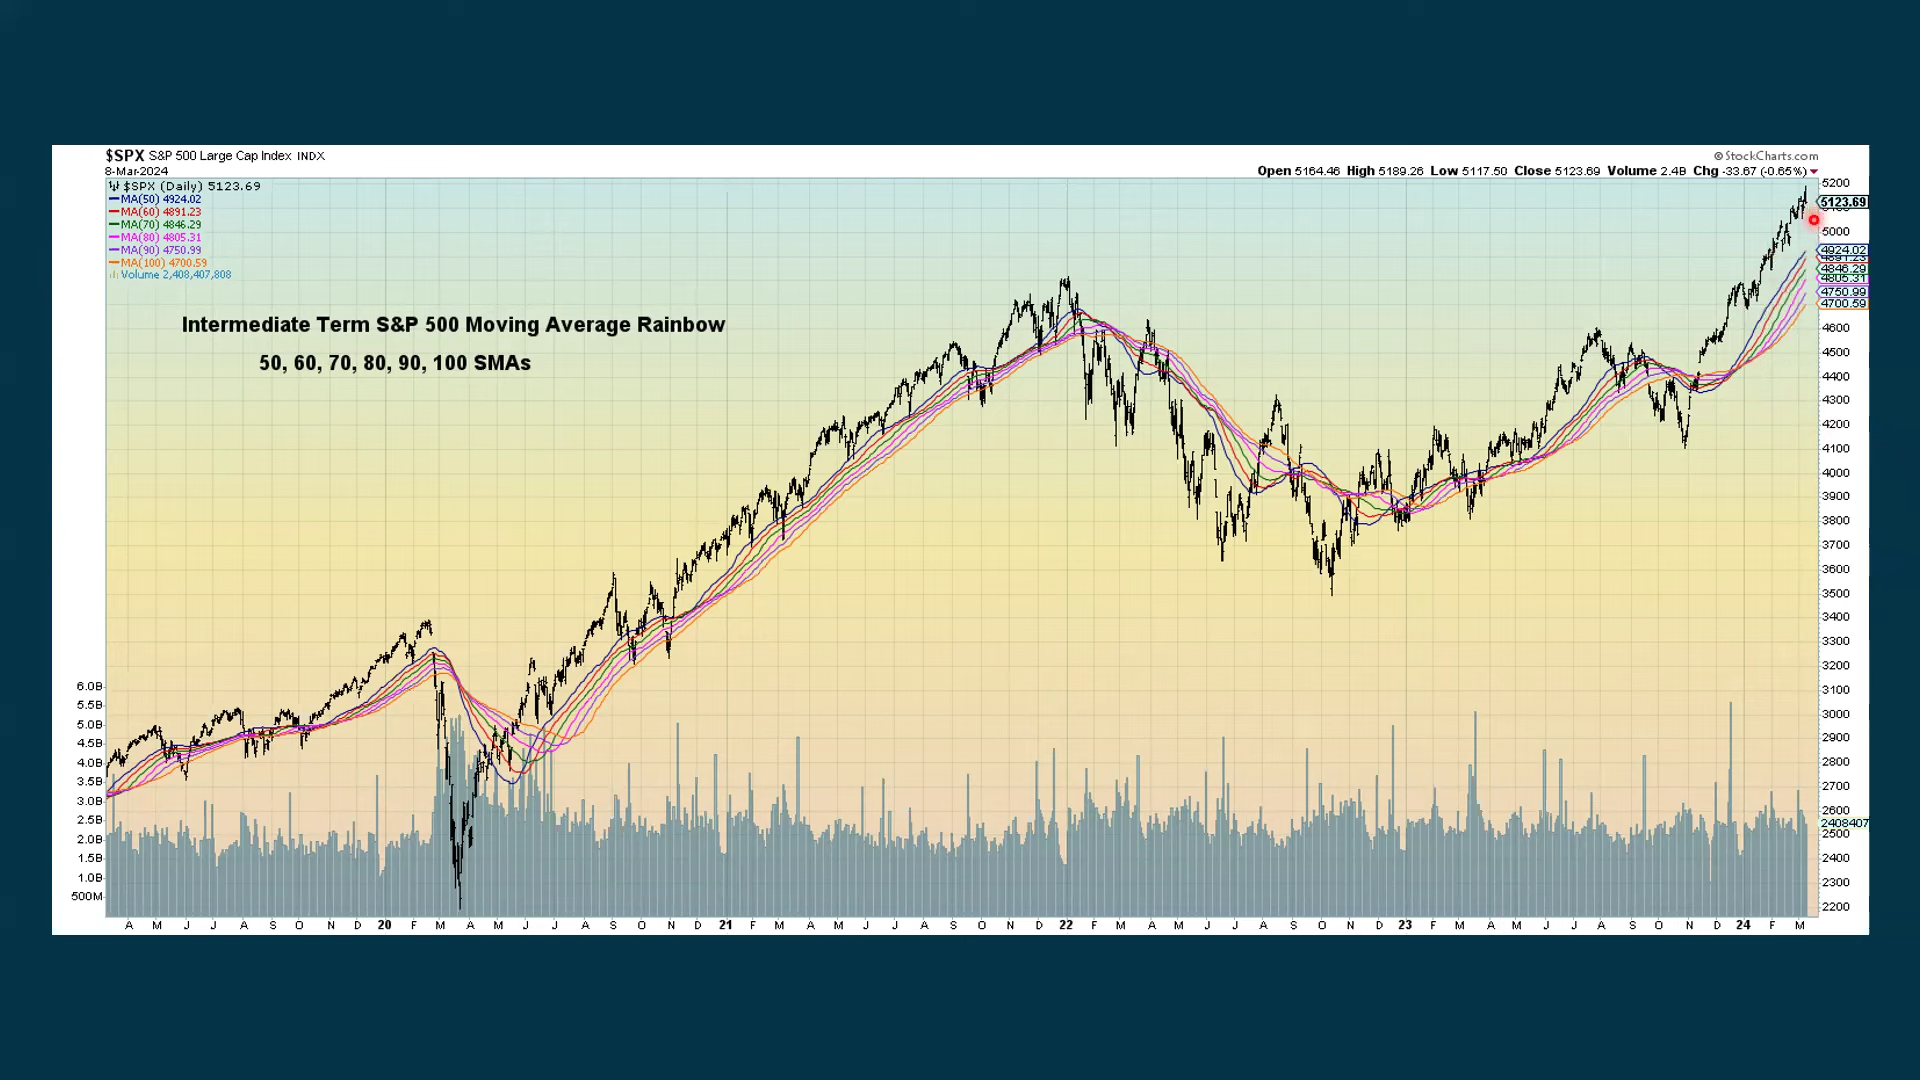 $SPX S&P 500 Large Cap Index INDX
© StockCharts.com
8-Mar-2024
Open 5164.46 High 5189.26 Low 5117.50 Close 5123.69 Volume 2.4B Chg -33.67 (-0.65%)
$SPX (Daily) 5123.69
MA(50) 4924.02
MA(60) 4891.23
MA(70) 4846.29
MA(80) 4805.31
MA(90) 4750.99
MA(100) 4700.59
Volume 2,408,407,808
Intermediate Term S&P 500 Moving Average Rainbow
50, 60, 70, 80, 90, 100 SMAs
5200
5123.69
5000
4924.02
4891.23
4846.29
4805.31
4750.99
4700.59
4600
4500
4400
4300
4200
4100
4000
3900
3800
3700
3600
3500
3400
3300
3200
3100
3000
2900
2800
2700
2600
2408407
2500
2400
2300
2200
6.0B
5.5B
5.0B
4.5B
4.0B
3.5B
3.0B
2.5B
2.0B
1.5B
1.0B
500M
A M J J A S O N D 20 F M A M J J A S O N D 21 F M A M J J A S O N D 22 F M A M J J A S O N D 23 F M A M J J A S O N D 24 F M